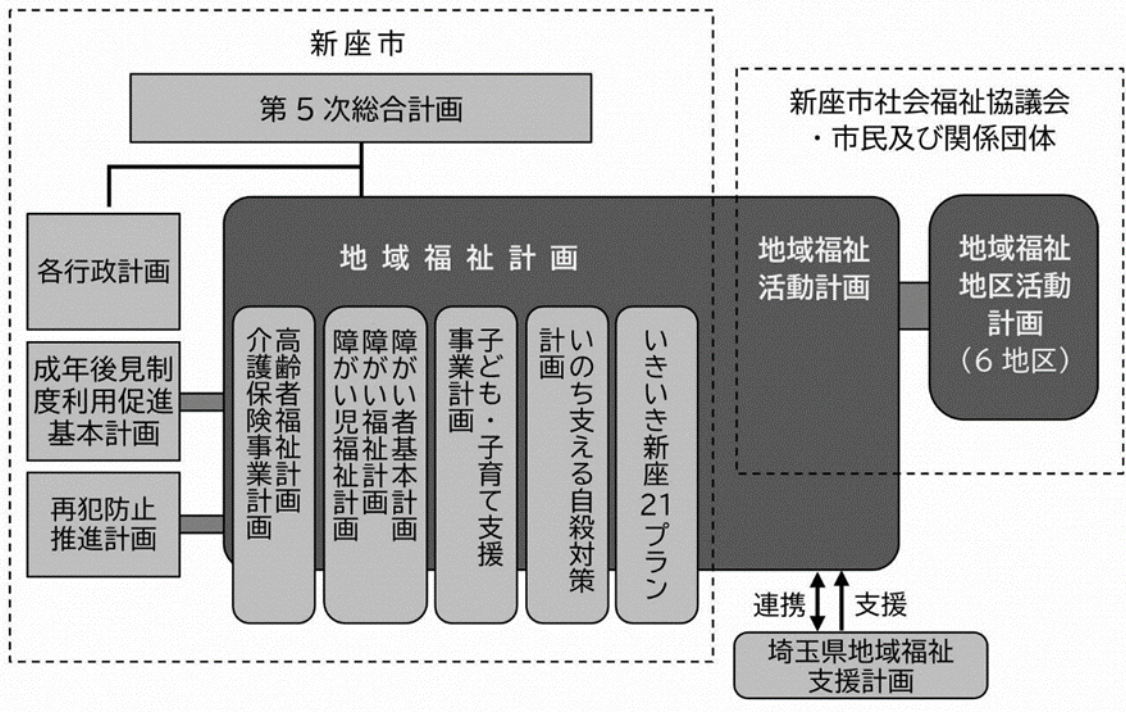 新座市
第5次総合計画
新座市社会福祉協議会
・市民及び関係団体
各行政計画
成年後見制
度利用促進
基本計画
再犯防止
推進計画
地域福祉計画
高齢者福祉計画
介護保険事業計画
障がい者基本計画
障がい福祉計画
障がい児福祉計画
子ども・子育て支援
事業計画
いのち支える自殺対策
計画
いきいき新座21プラン
地域福祉
活動計画
地域福祉
地区活動
計画
（6地区）
連携
支援
埼玉県地域福祉
支援計画